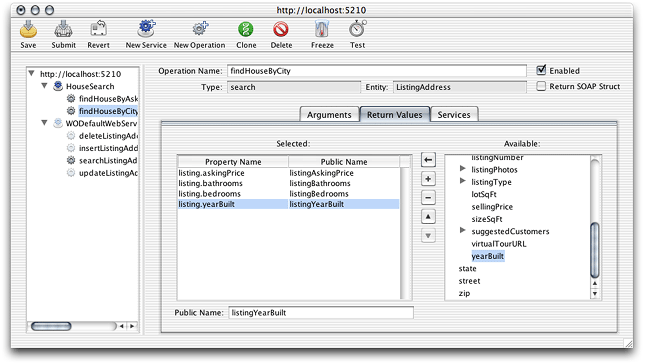 http://localhost:5210
Save Submit Revert New Service New Operation Clone Delete Freeze Test
http://localhost:5210
HouseSearch
findHouseByAsk
findHouseByCity
WODefaultWebServ
deleteListingAdd
insertListingAdd
searchListingAd
updateListingAd
Operation Name: findHouseByCity Enabled
Type: search Entity: ListingAddress Return SOAP Struct
Arguments Return Values Services
Selected:
Property Name Public Name
listing.askingPrice listingAskingPrice
listing.bathrooms listingBathrooms
listing.bedrooms listingBedrooms
listing.yearBuilt listingYearBuilt
Public Name: listingYearBuilt
Available:
listingNumber
listingPhotos
listingType
lotSqFt
sellingPrice
sizeSqFt
suggestedCustomers
virtualTourURL
yearBuilt
state
street
zip